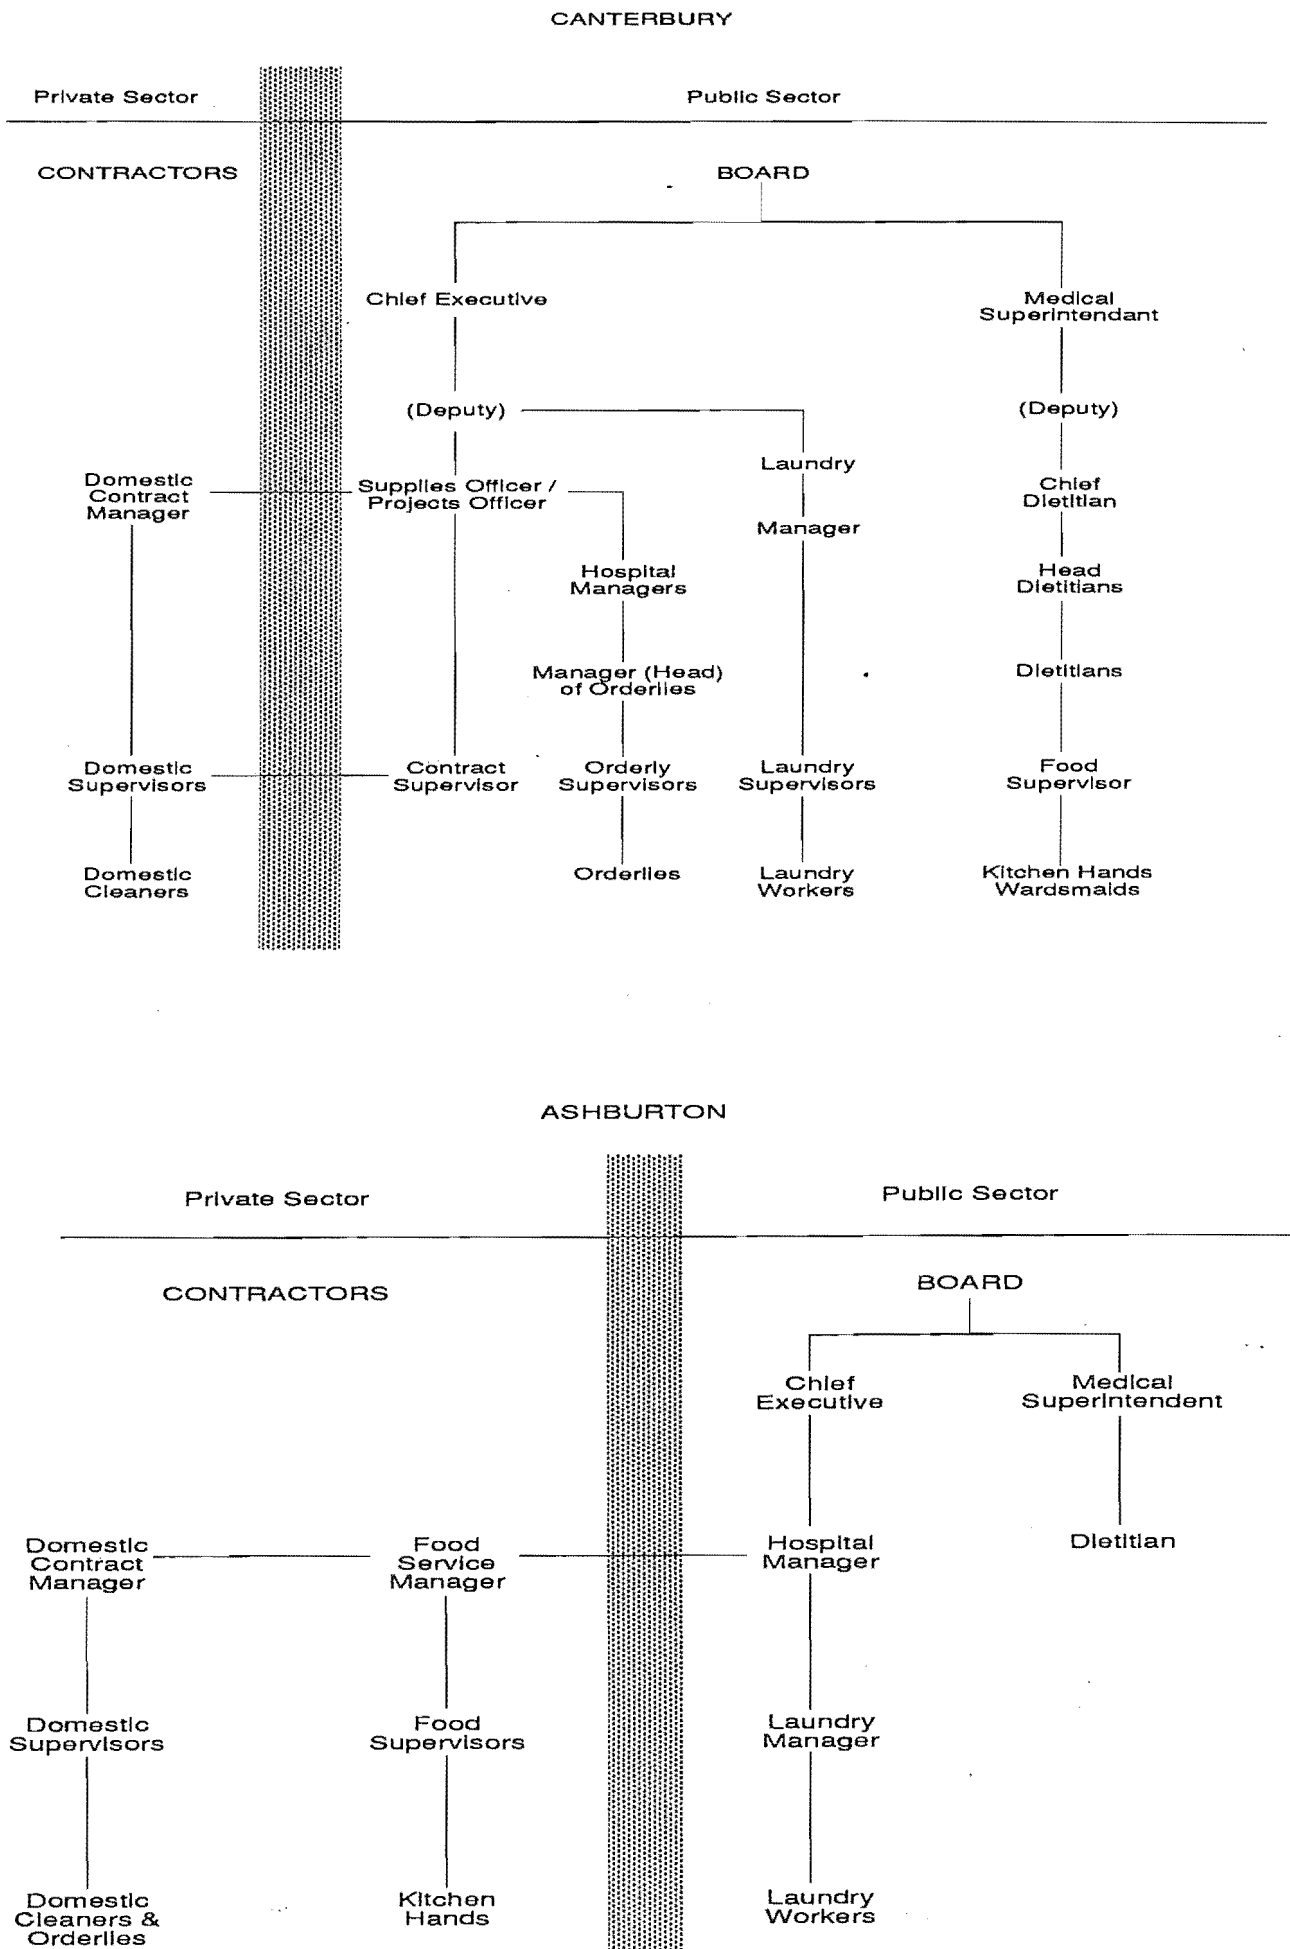 CANTERBURY
Private Sector
Public Sector
CONTRACTORS
BOARD
Chief Executive
Medical
Superintendant
(Deputy)
(Deputy)
Domestic
Contract
Manager
Supplies Officer /
Projects Officer
Laundry
Manager
Chief
Dietitian
Hospital
Managers
Head
Dietitians
Manager (Head)
of Orderlies
Dietitians
Domestic
Supervisors
Contract
Supervisor
Orderly
Supervisors
Laundry
Supervisors
Food
Supervisor
Domestic
Cleaners
Orderlies
Laundry
Workers
Kitchen Hands
Wardsmaids
ASHBURTON
Private Sector
Public Sector
CONTRACTORS
BOARD
Chief
Executive
Medical
Superintendent
Domestic
Contract
Manager
Food
Service
Manager
Hospital
Manager
Dietitian
Domestic
Supervisors
Food
Supervisors
Laundry
Manager
Domestic
Cleaners &
Orderlies
Kitchen
Hands
Laundry
Workers